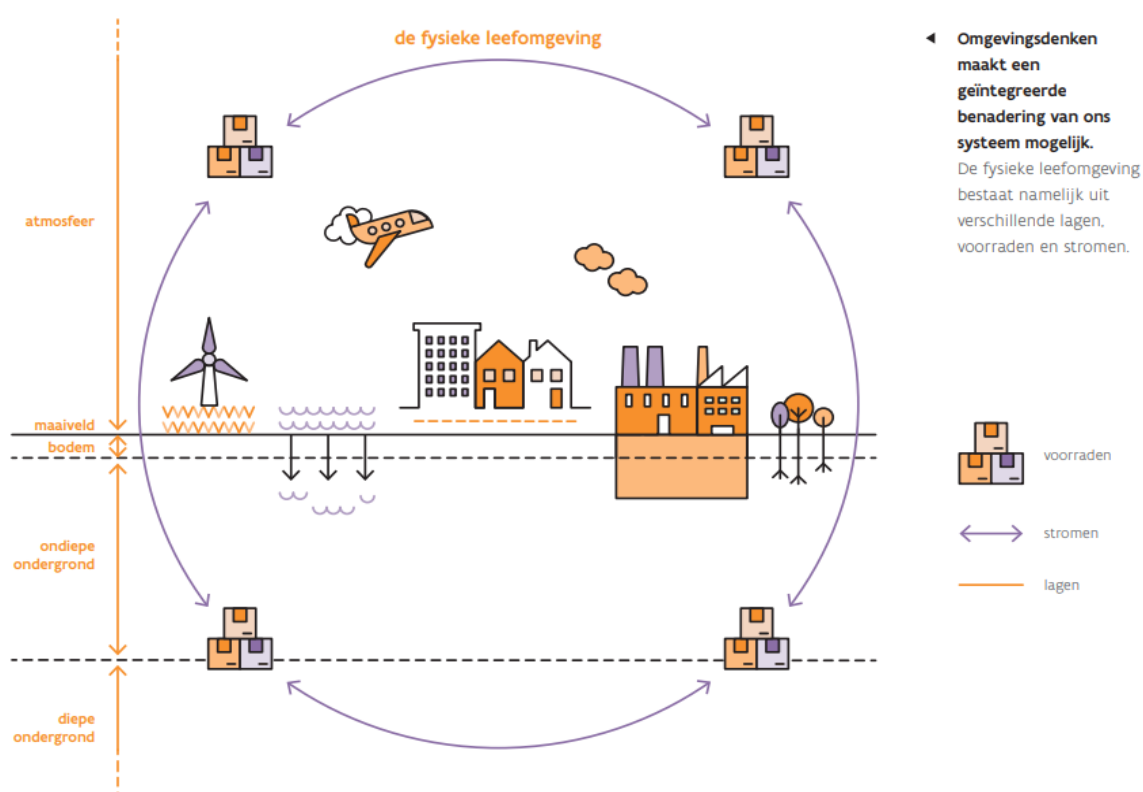 de fysieke leefomgeving
atmosfeer
maaiveld
bodem
ondiepe
ondergrond
diepe
ondergrond
◄ Omgevingsdenken
maakt een
geïntegreerde
benadering van ons
systeem mogelijk.
De fysieke leefomgeving
bestaat namelijk uit
verschillende lagen,
voorraden en stromen.
voorraden
stromen
lagen